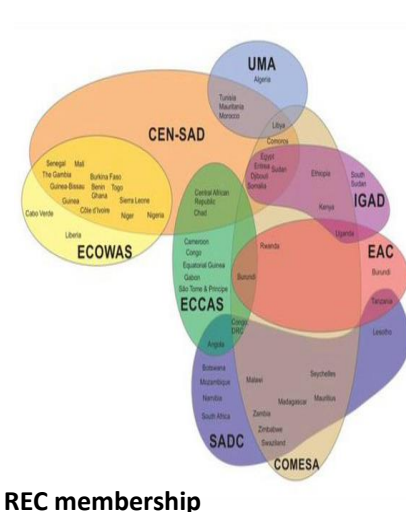 UMA
Algeria
Tunisia
Mauritania
Morocco
CEN-SAD
Libya
Comoros
Egypt
Eritrea Sudan
Djibouti
Somalia
Ethiopia
South
Sudan
IGAD
Kenya
Uganda
Senegal Mali
The Gambia Burkina Faso
Guinea-Bissau Benin Togo
Ghana
Guinea Sierra Leone
Cabo Verde Côte d'Ivoire
Niger Nigeria
Liberia
ECOWAS
Central African
Republic
Chad
Cameroon
Congo
Equatorial Guinea
Gabon
São Tome & Principe
ECCAS
Rwanda
Burundi
EAC
Burundi
Tanzania
Lesotho
Congo
DRC
Angola
Botswana
Mozambique
Namibia
South Africa
SADC
Malawi
Seychelles
Madagascar Mauritius
Zambia
Zimbabwe
Swaziland
COMESA
REC membership